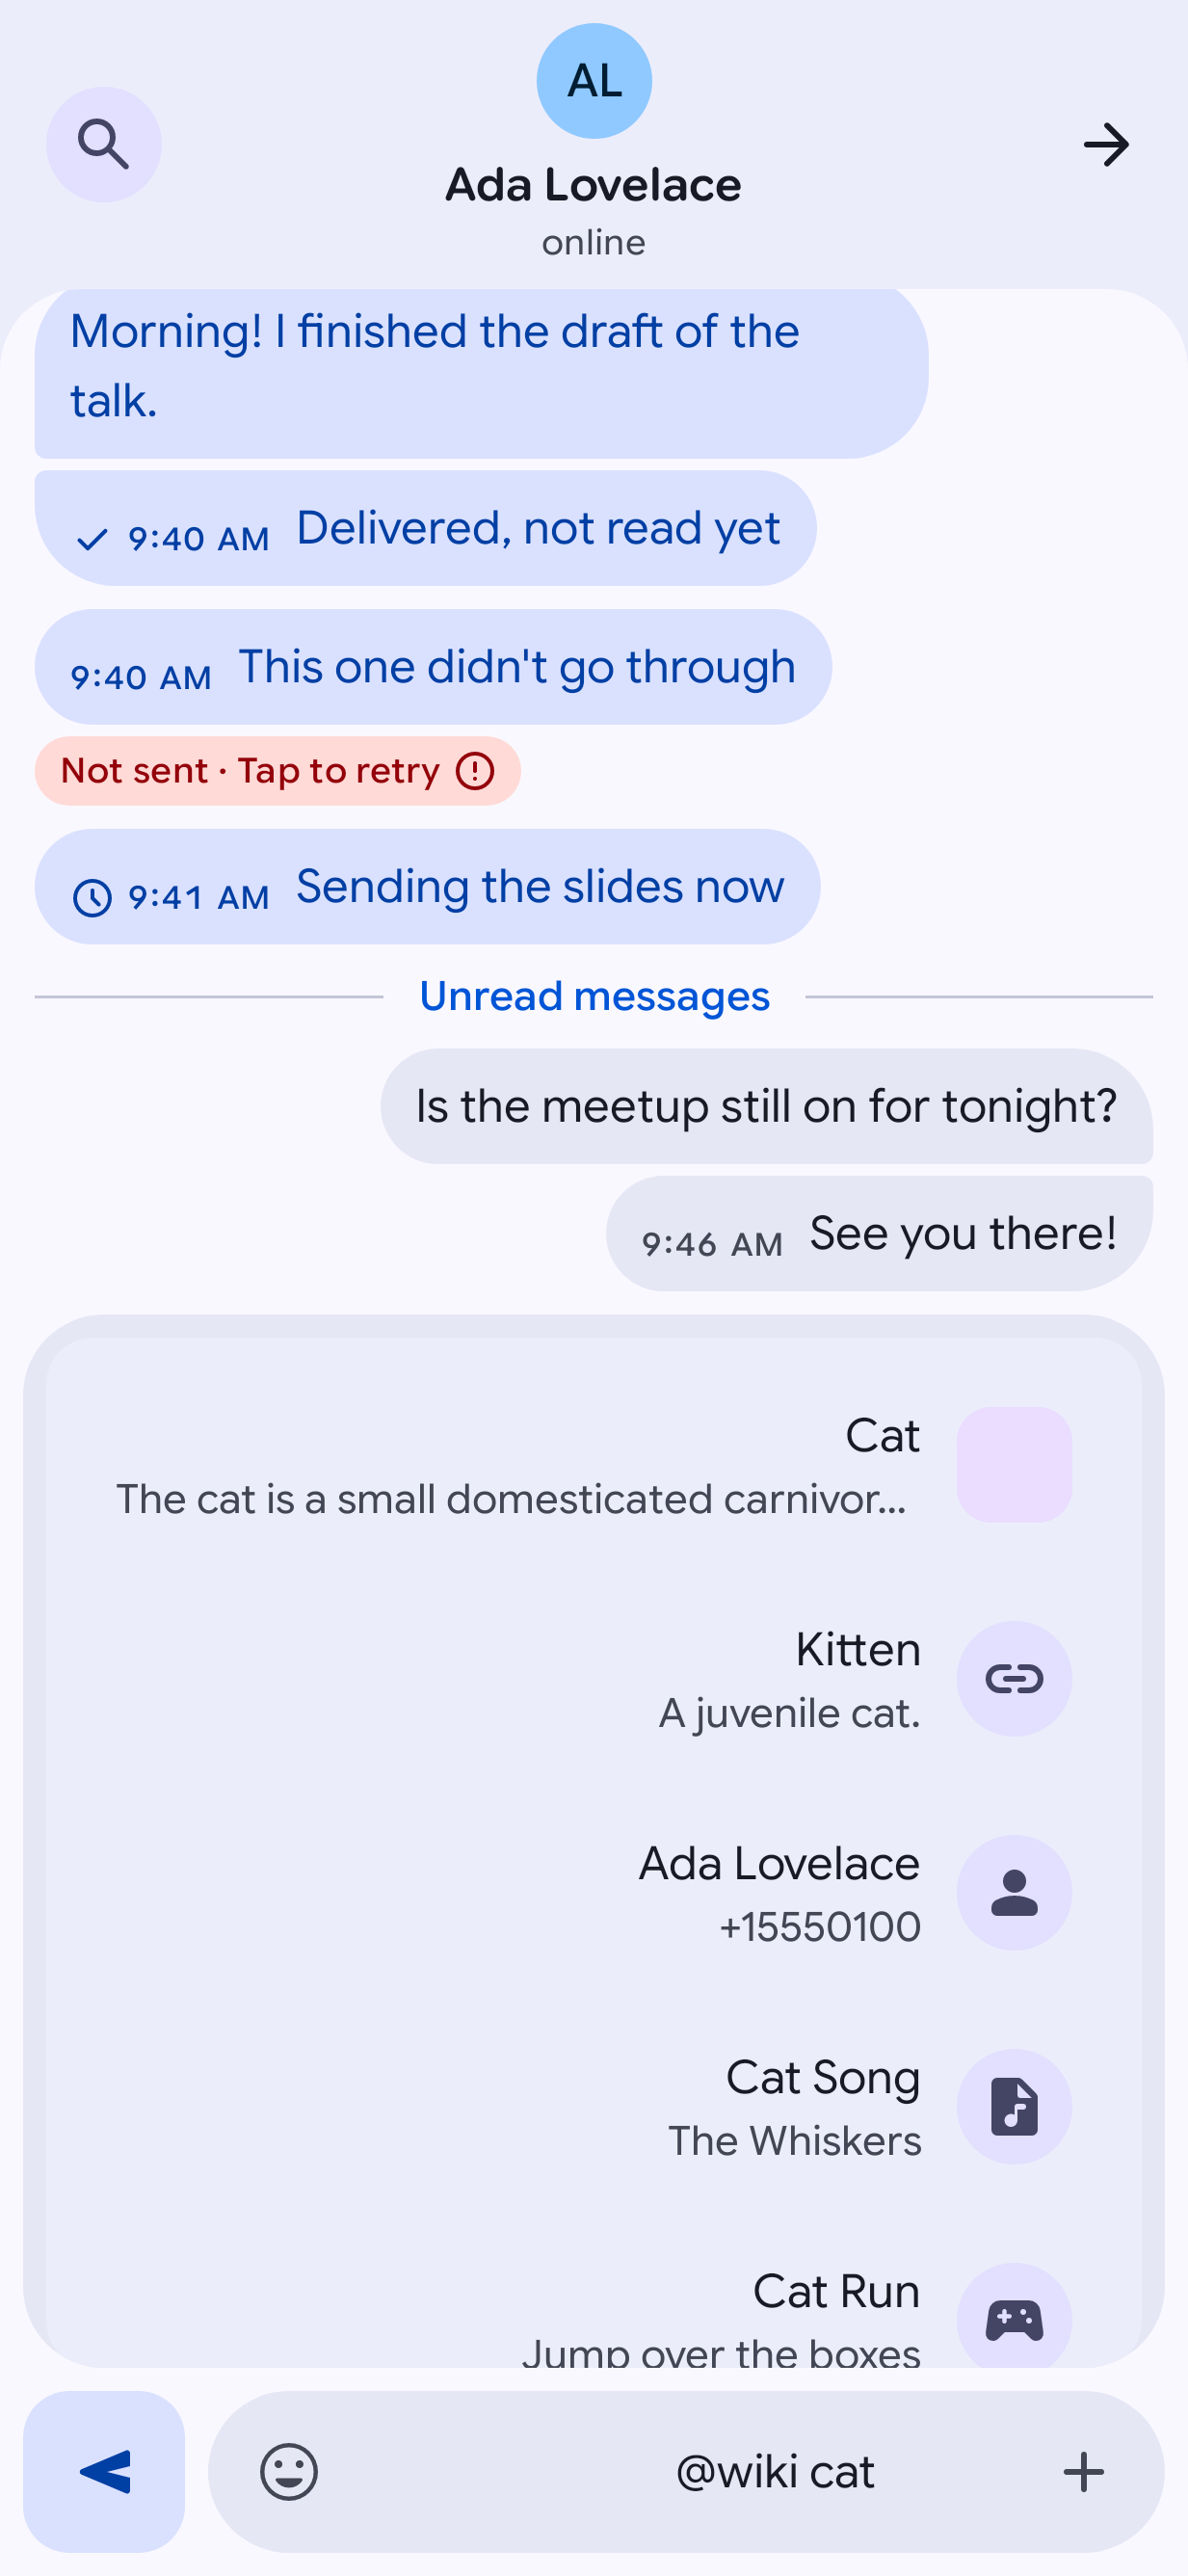 AL
Ada Lovelace
online
Morning! I finished the draft of the
talk.
9:40 AM Delivered, not read yet
9:40 AM This one didn't go through
Not sent · Tap to retry
9:41 AM Sending the slides now
Unread messages
Is the meetup still on for tonight?
9:46 AM See you there!
Cat
The cat is a small domesticated carnivor...
Kitten
A juvenile cat.
Ada Lovelace
+15550100
Cat Song
The Whiskers
Cat Run
Jump over the boxes
@wiki cat